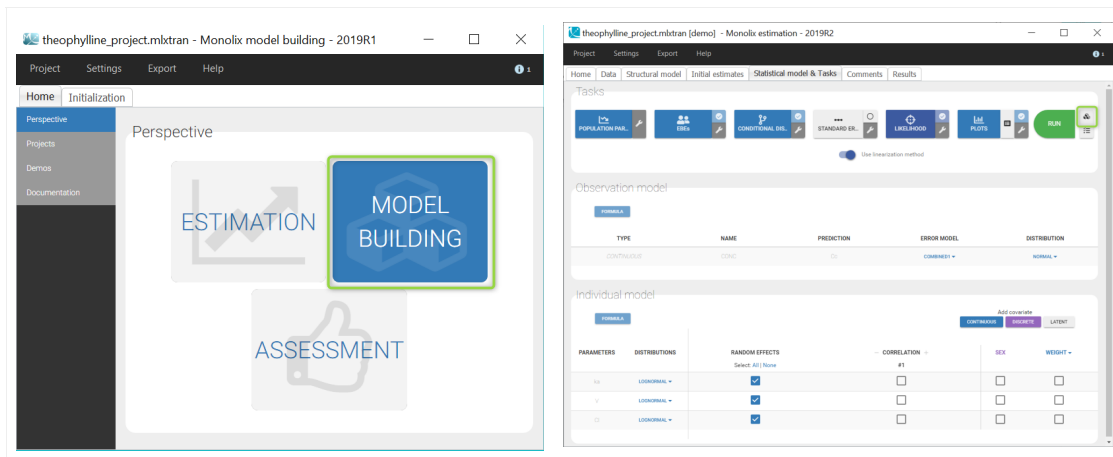 theophylline_project.mlxtran - Monolix model building - 2019R1
Project Settings Export Help 1
Home Initialization
Perspective
Projects
Demos
Documentation
Perspective
ESTIMATION
MODEL
BUILDING
ASSESSMENT
theophylline_project.mlxtran [demo] - Monolix estimation - 2019R2
Project Settings Export Help 1
Home Data Structural model Initial estimates Statistical model & Tasks Comments Results
Tasks
POPULATION PAR.. EBEs CONDITIONAL DIS.. STANDARD ER.. LIKELIHOOD PLOTS RUN
Use linearization method
Observation model
FORMULA
TYPE NAME PREDICTION ERROR MODEL DISTRIBUTION
CONTINUOUS CONC Cc COMBINED1 NORMAL
Individual model
FORMULA
Add covariate
CONTINUOUS DISCRETE LATENT
PARAMETERS DISTRIBUTIONS RANDOM EFFECTS − CORRELATION + SEX WEIGHT
Select: All | None #1
ka LOGNORMAL
V LOGNORMAL
Cl LOGNORMAL